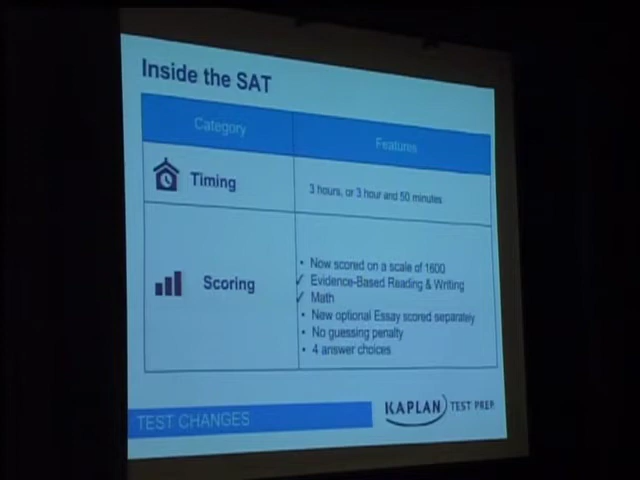 Inside the SAT
Category
Features
Timing
3 hours, or 3 hour and 50 minutes
Scoring
• Now scored on a scale of 1600
✓ Evidence-Based Reading & Writing
✓ Math
• New optional Essay scored separately
• No guessing penalty
• 4 answer choices
TEST CHANGES
KAPLAN TEST PREP